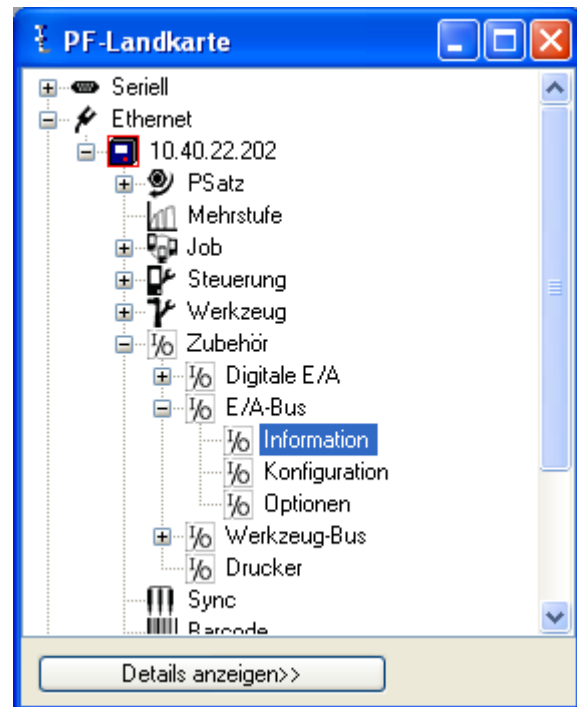 PF-Landkarte
Seriell
Ethernet
10.40.22.202
PSatz
Mehrstufe
Job
Steuerung
Werkzeug
Zubehör
Digitale E/A
E/A-Bus
Information
Konfiguration
Optionen
Werkzeug-Bus
Drucker
Sync
Barcode
Details anzeigen>>